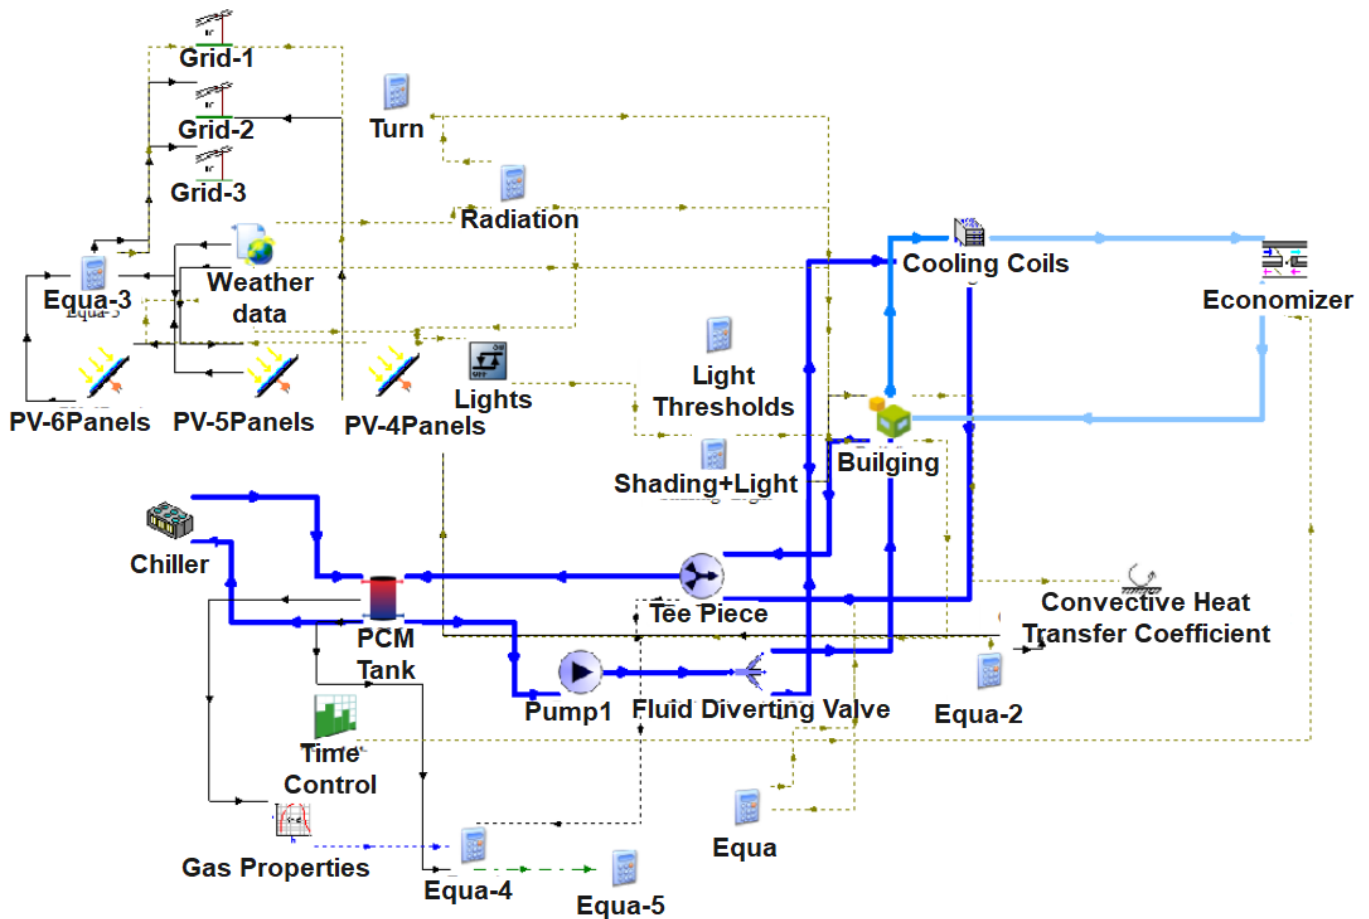 Grid-1
Grid-2
Grid-3
Turn
Radiation
Weather
data
Equa-3
Cooling Coils
Economizer
Light
Thresholds
Lights
PV-6Panels
PV-5Panels
PV-4Panels
Builging
Shading+Light
Chiller
PCM
Tank
Tee Piece
Convective Heat
Transfer Coefficient
Pump1
Fluid Diverting Valve
Equa-2
Time
Control
Gas Properties
Equa
Equa-4
Equa-5